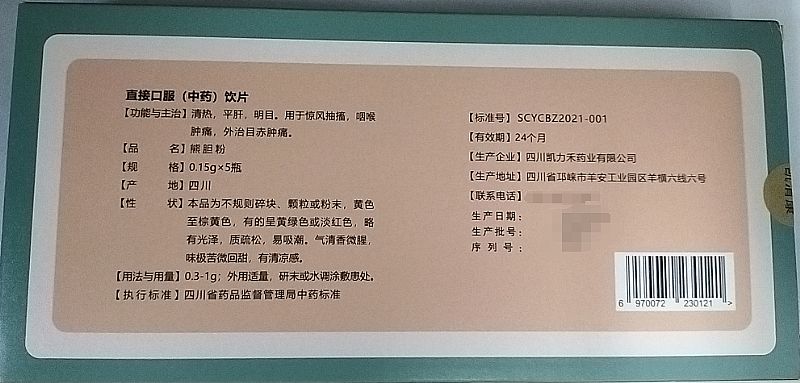 直接口服（中药）饮片
【功能与主治】清热，平肝，明目。用于惊风抽搐，咽喉
肿痛，外治目赤肿痛。
【品 名】熊胆粉
【规 格】0.15g×5瓶
【产 地】四川
【性 状】本品为不规则碎块、颗粒或粉末，黄色
至棕黄色，有的呈黄绿色或淡红色，略
有光泽，质疏松，易吸潮。气清香微腥，
味极苦微回甜，有清凉感。
【用法与用量】0.3-1g；外用适量，研末或水调涂敷患处。
【执行标准】四川省药品监督管理局中药标准
【标准号】SCYCBZ2021-001
【有效期】24个月
【生产企业】四川凯力禾药业有限公司
【生产地址】四川省邛崃市羊安工业园区羊横六线六号
【联系电话】
生产日期：
生产批号：
序列号：
6 970072 230121 >